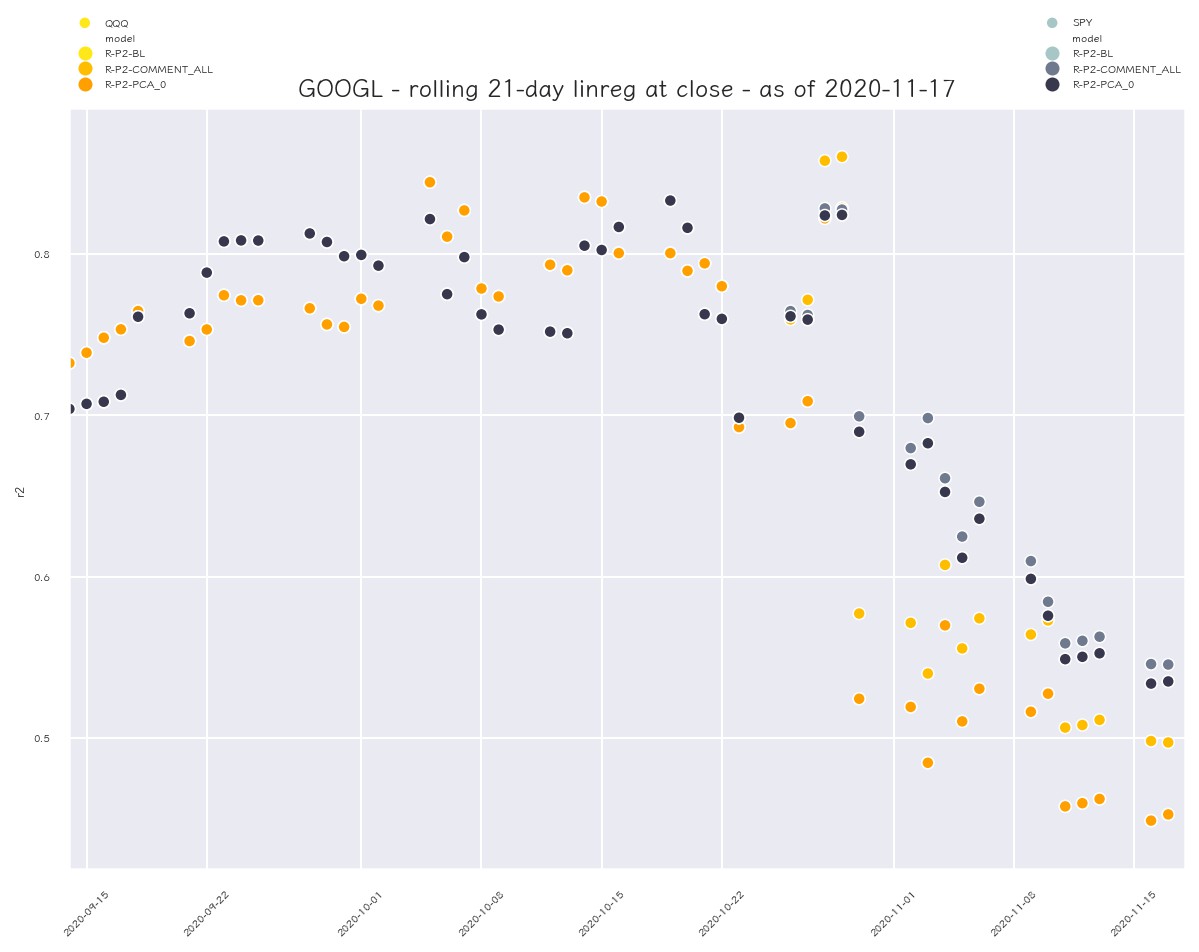 QQQ
model
R-P2-BL
R-P2-COMMENT_ALL
R-P2-PCA_0
SPY
model
R-P2-BL
R-P2-COMMENT_ALL
R-P2-PCA_0
GOOGL - rolling 21-day linreg at close - as of 2020-11-17
r2
0.8
0.7
0.6
0.5
2020-09-15
2020-09-22
2020-10-01
2020-10-08
2020-10-15
2020-10-22
2020-11-01
2020-11-08
2020-11-15